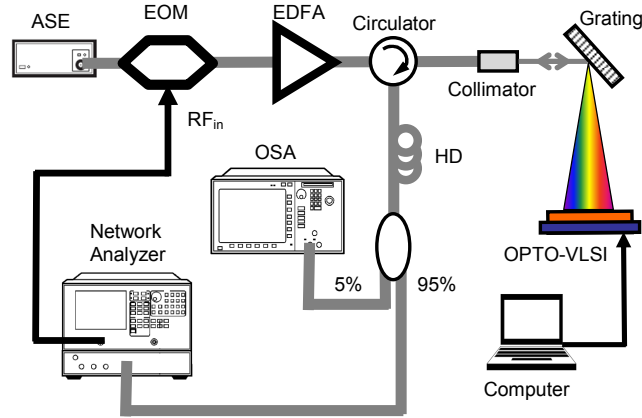 ASE
EOM
EDFA
Circulator
Grating
Collimator
RFin
OSA
HD
Network
Analyzer
OPTO-VLSI
5%
95%
Computer